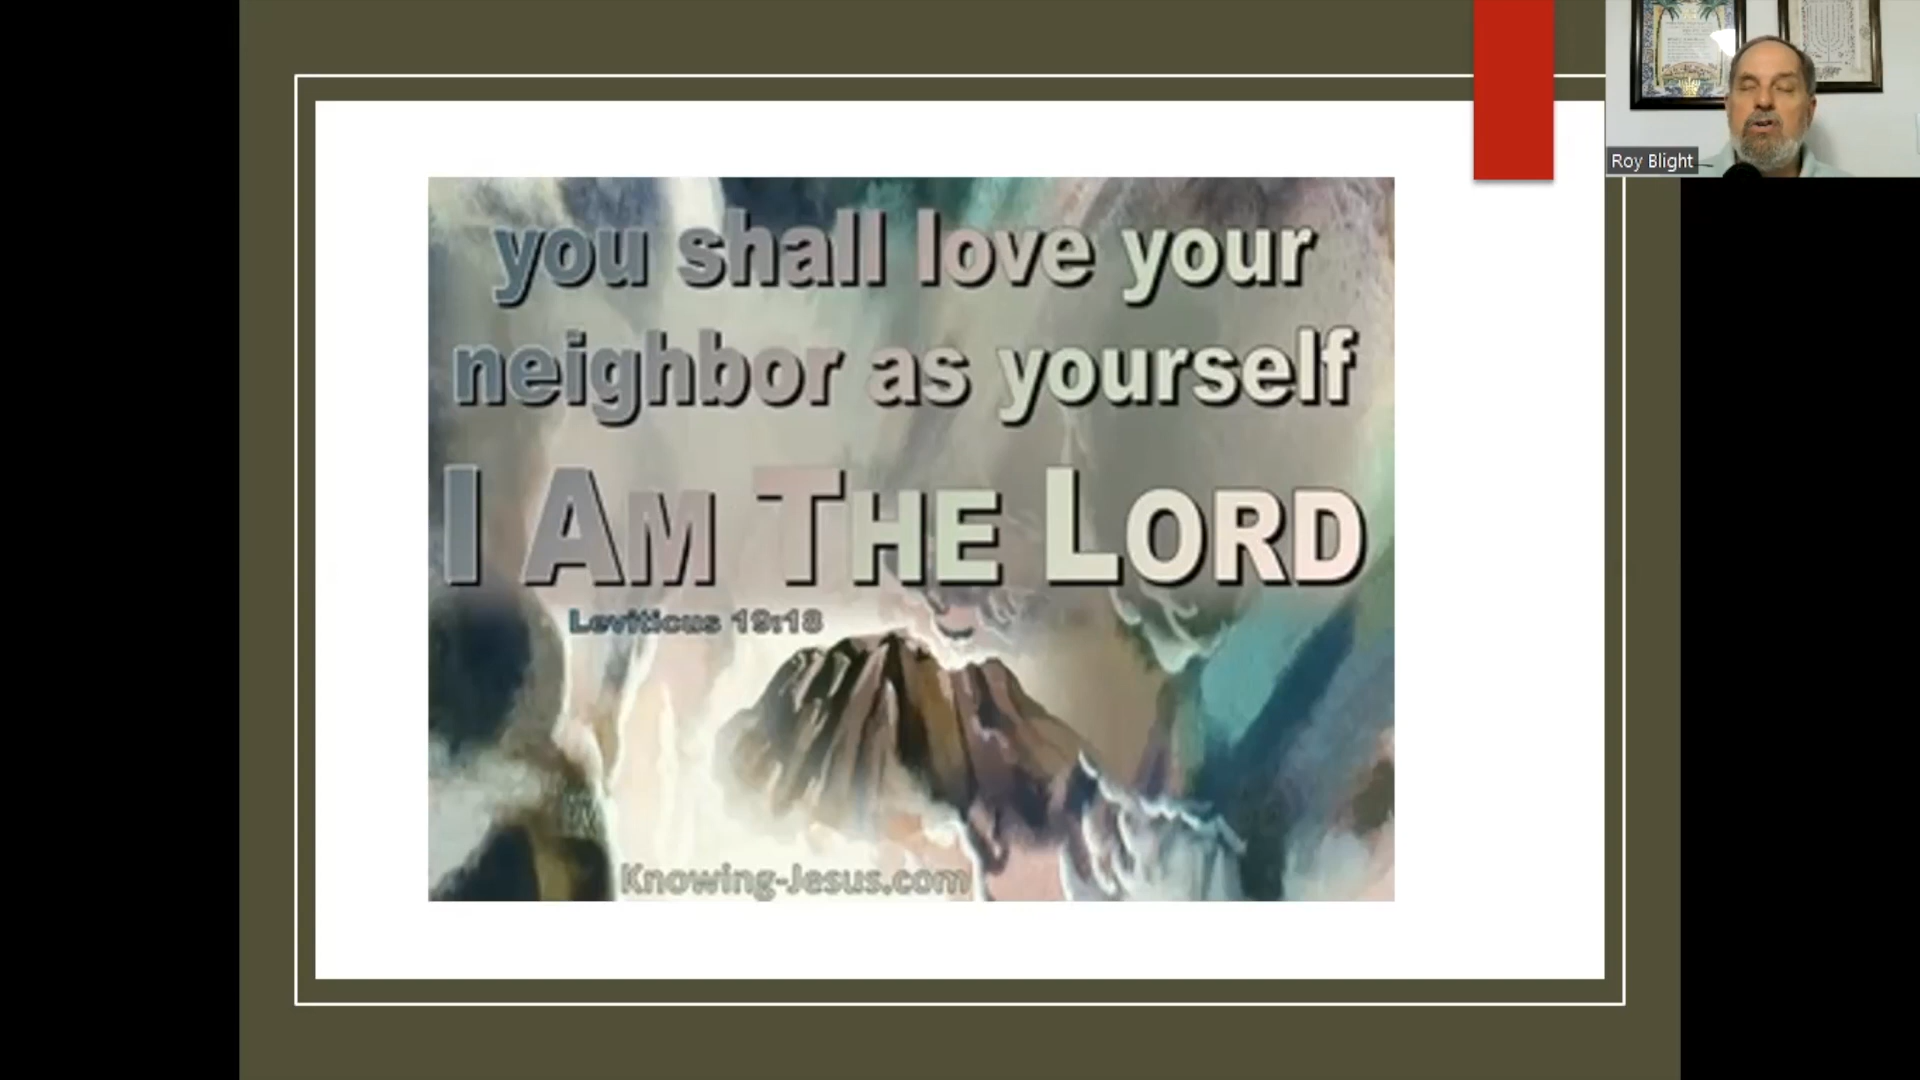 you shall love your
neighbor as yourself
I AM THE LORD
Leviticus 19:18
Knowing-Jesus.com
Roy Blight